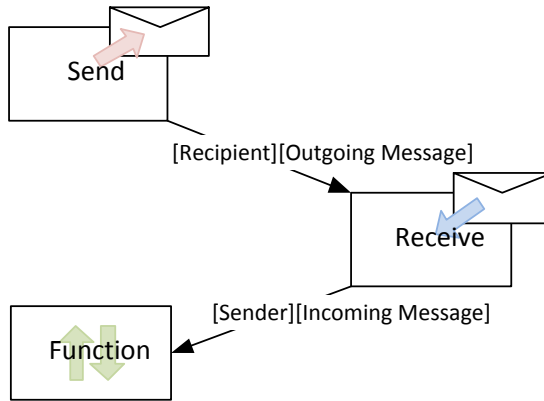 Send
[Recipient][Outgoing Message]
Receive
[Sender][Incoming Message]
Function